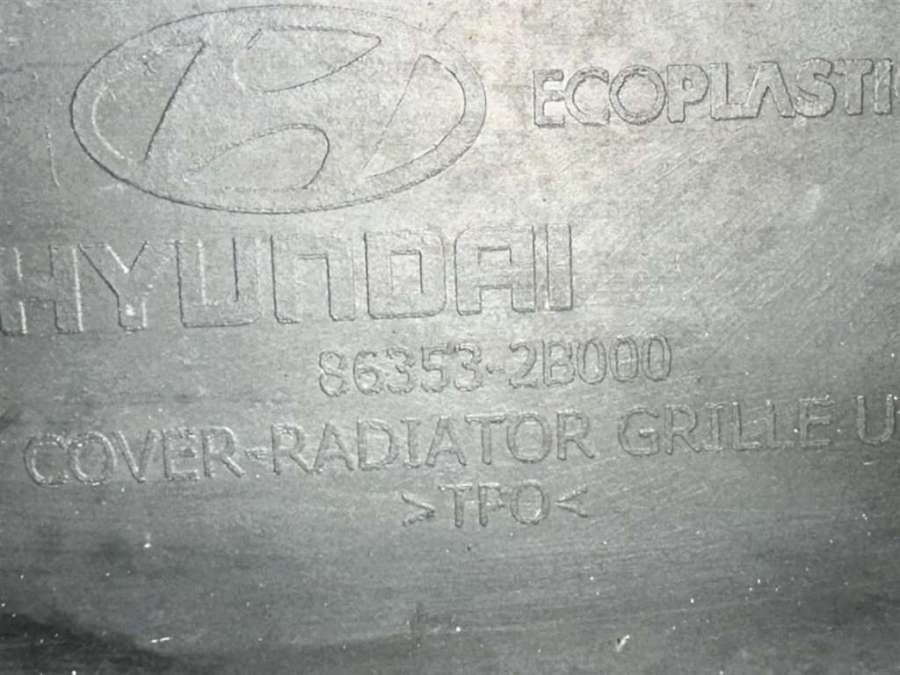 ECOPLASTI
HYUNDAI
86353-2B000
COVER-RADIATOR GRILLE U
>TPO<